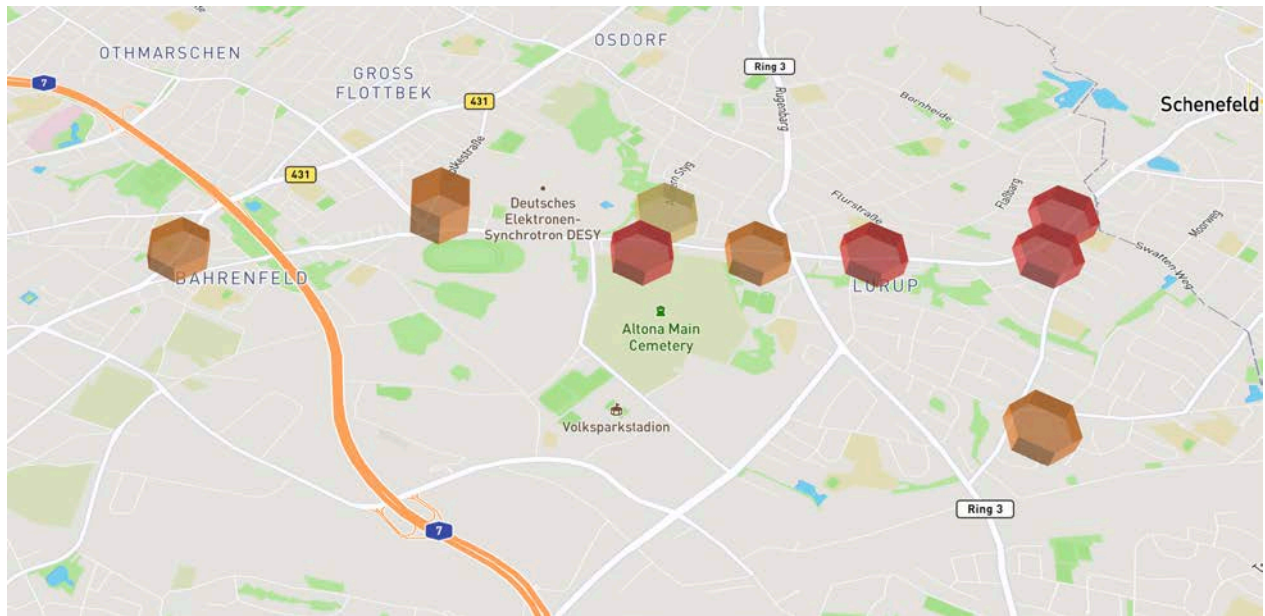 OTHMARSCHEN
OSDORF
GROSS
FLOTTBEK
7
Ring 3
431
Rugenbarg
Bornheide
Schenefeld
431
Deutsches
Elektronen-
Synchrotron DESY
Flurstraße
Flaßbarg
Moorweg
Swatten-Weg
BAHRENFELD
LURUP
Altona Main
Cemetery
Volksparkstadion
Ring 3
7